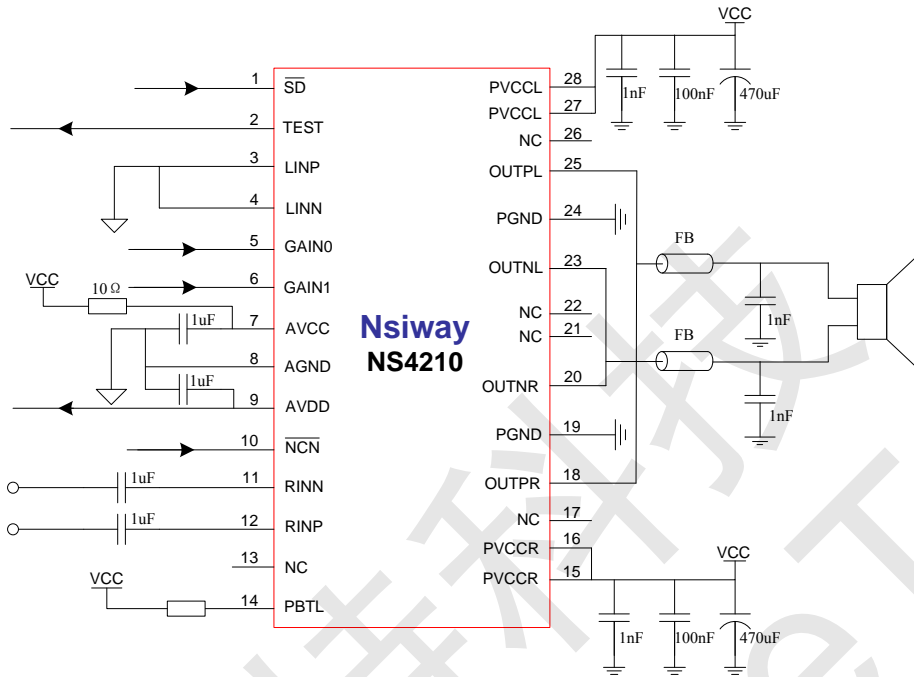 VCC
1nF
100nF
470uF
1 SD PVCCL 28
PVCCL 27
2 TEST NC 26
3 LINP OUTPL 25
4 LINN PGND 24
5 GAIN0 OUTNL 23
FB
6 GAIN1 NC 22
VCC
10Ω
1uF
7 AVCC NC 21
1nF
Nsiway
NS4210
FB
8 AGND OUTNR 20
1uF
9 AVDD PGND 19
1nF
10 NCN
1uF
11 RINN OUTPR 18
1uF
12 RINP NC 17
PVCCR 16
13 NC PVCCR 15
VCC
VCC
14 PBTL
1nF
100nF
470uF